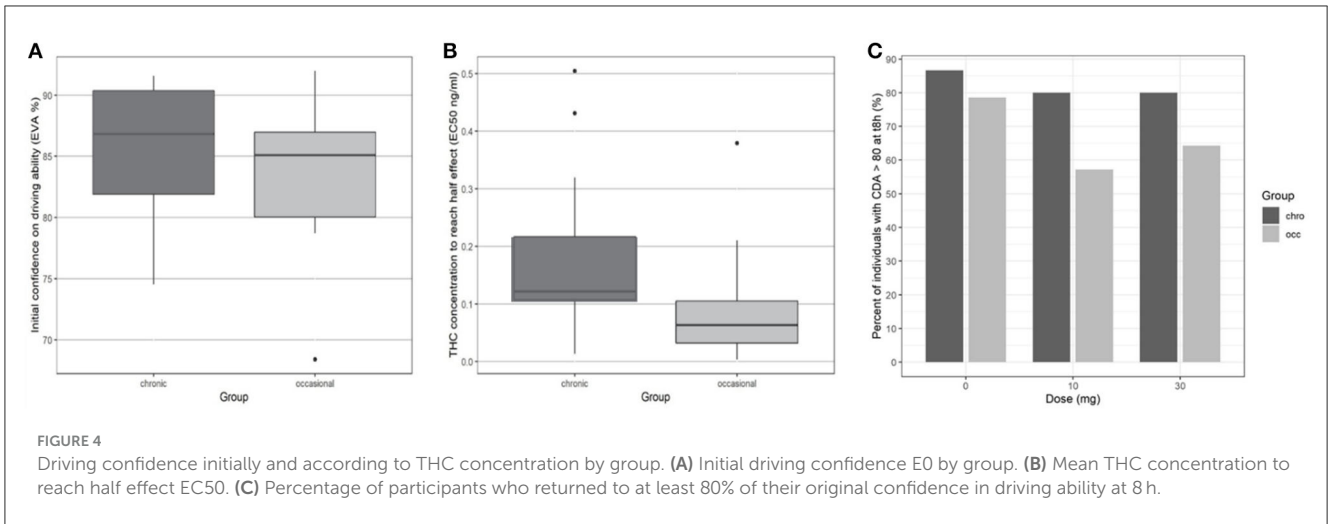 A
Initial confidence on driving ability (EVA %)
90
85
80
75
70
chronic
occasional
Group
B
THC concentration to reach half effect (EC50 ng/ml)
0.5
0.4
0.3
0.2
0.1
0.0
chronic
occasional
Group
C
Percent of individuals with CDA > 80 at t8h (%)
90
80
70
60
50
40
30
20
10
0
0
10
30
Dose (mg)
Group
chro
occ
FIGURE 4
Driving confidence initially and according to THC concentration by group. (A) Initial driving confidence E0 by group. (B) Mean THC concentration to
reach half effect EC50. (C) Percentage of participants who returned to at least 80% of their original confidence in driving ability at 8 h.